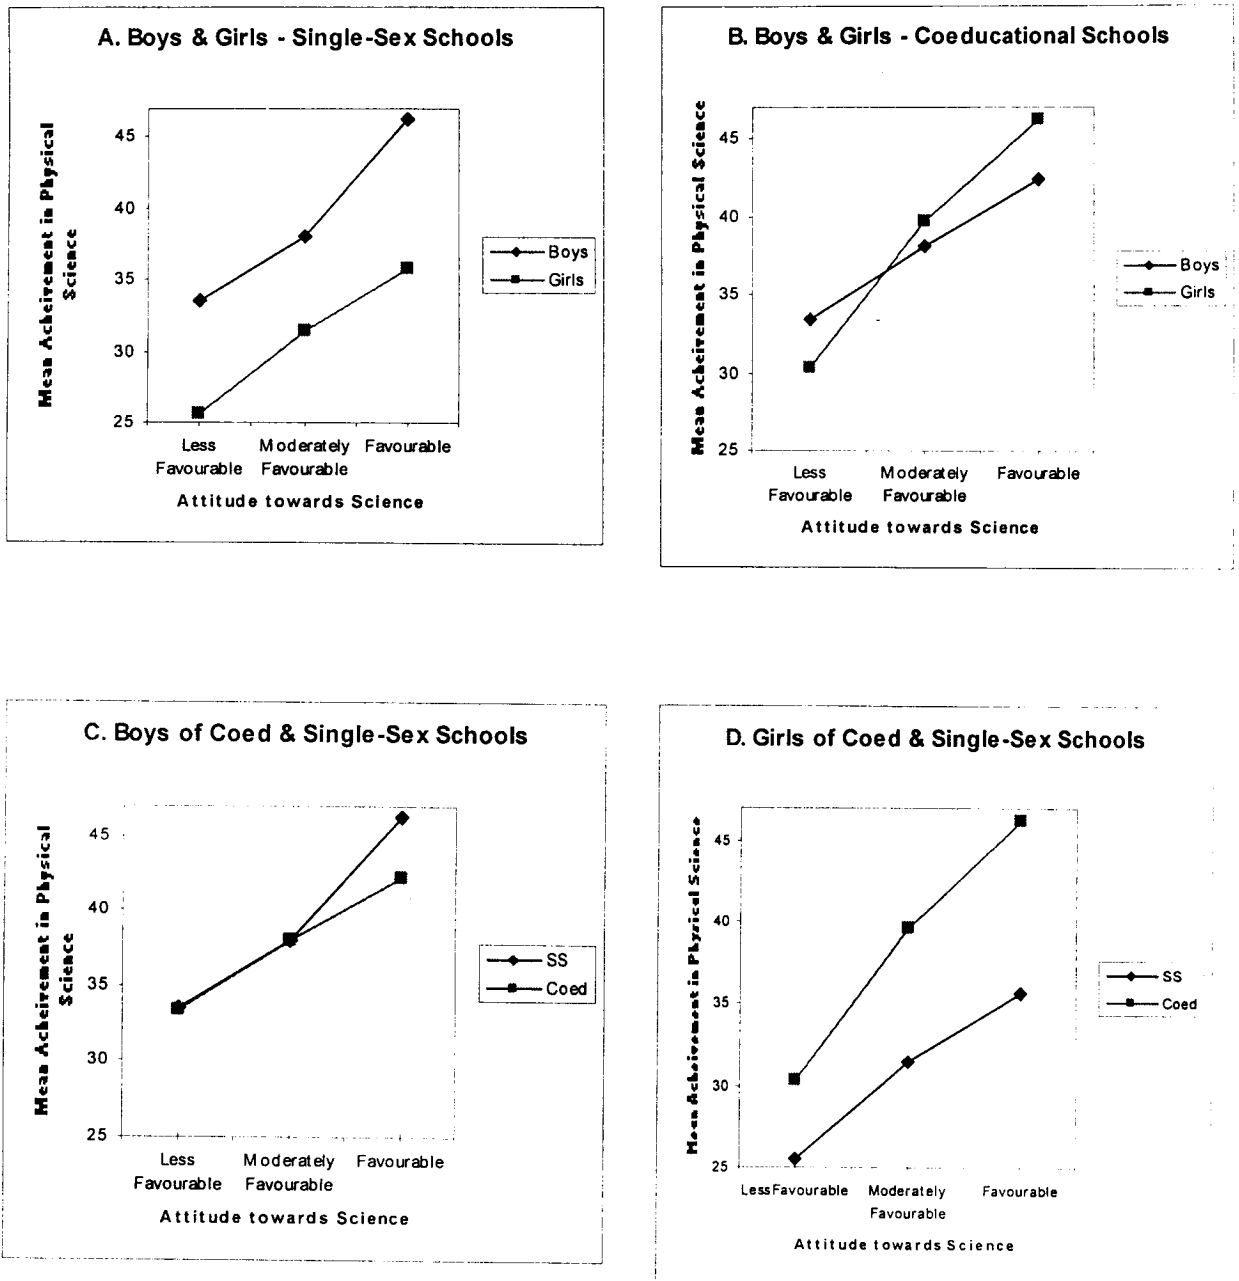 A. Boys & Girls - Single-Sex Schools
Mean Acheivement in Physical
Science
45
40
35
30
25
Less
Favourable
Moderately
Favourable
Favourable
Attitude towards Science
Boys
Girls
B. Boys & Girls - Coeducational Schools
Mean Acheivement in Physical Science
45
40
35
30
25
Less
Favourable
Moderately
Favourable
Favourable
Attitude towards Science
Boys
Girls
C. Boys of Coed & Single-Sex Schools
Mean Acheivement in Physical
Science
45
40
35
30
25
Less
Favourable
Moderately
Favourable
Favourable
Attitude towards Science
SS
Coed
D. Girls of Coed & Single-Sex Schools
Mean Acheivement in Physical Science
45
40
35
30
25
LessFavourable
Moderately
Favourable
Favourable
Attitude towards Science
SS
Coed